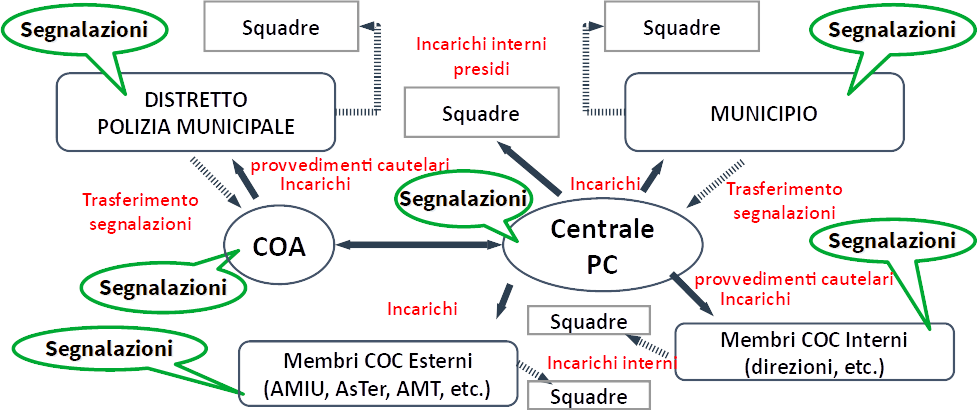 Segnalazioni
Squadre
Squadre
Segnalazioni
Incarichi interni
presidi
DISTRETTO
POLIZIA MUNICIPALE
Squadre
MUNICIPIO
provvedimenti cautelari
Incarichi
Incarichi
Trasferimento
segnalazioni
Segnalazioni
Trasferimento
segnalazioni
COA
Centrale
PC
Segnalazioni
Segnalazioni
provvedimenti cautelari
Incarichi
Incarichi
Squadre
Segnalazioni
Membri COC Esterni
(AMIU, AsTer, AMT, etc.)
Incarichi interni
Membri COC Interni
(direzioni, etc.)
Squadre